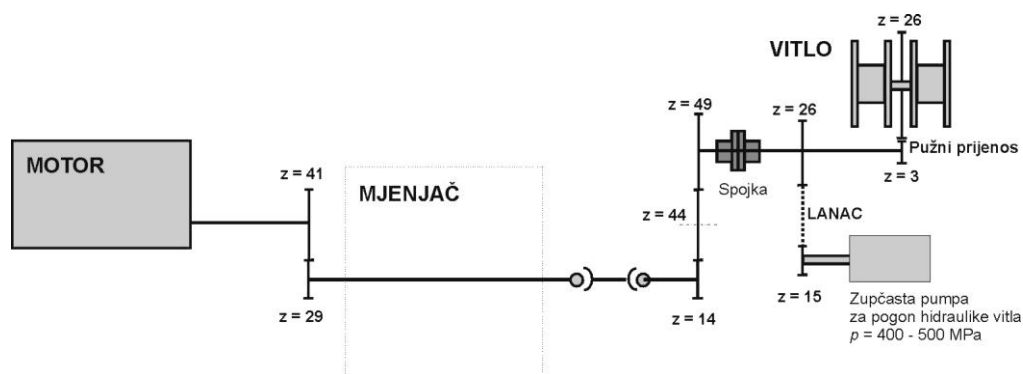 z = 26
VITLO
z = 49
z = 26
MOTOR
z = 41
MJENJAČ
Pužni prijenos
z = 3
Spojka
z = 44
LANAC
z = 29
z = 14
z = 15
Zupčasta pumpa
za pogon hidraulike vitla
p = 400 - 500 MPa